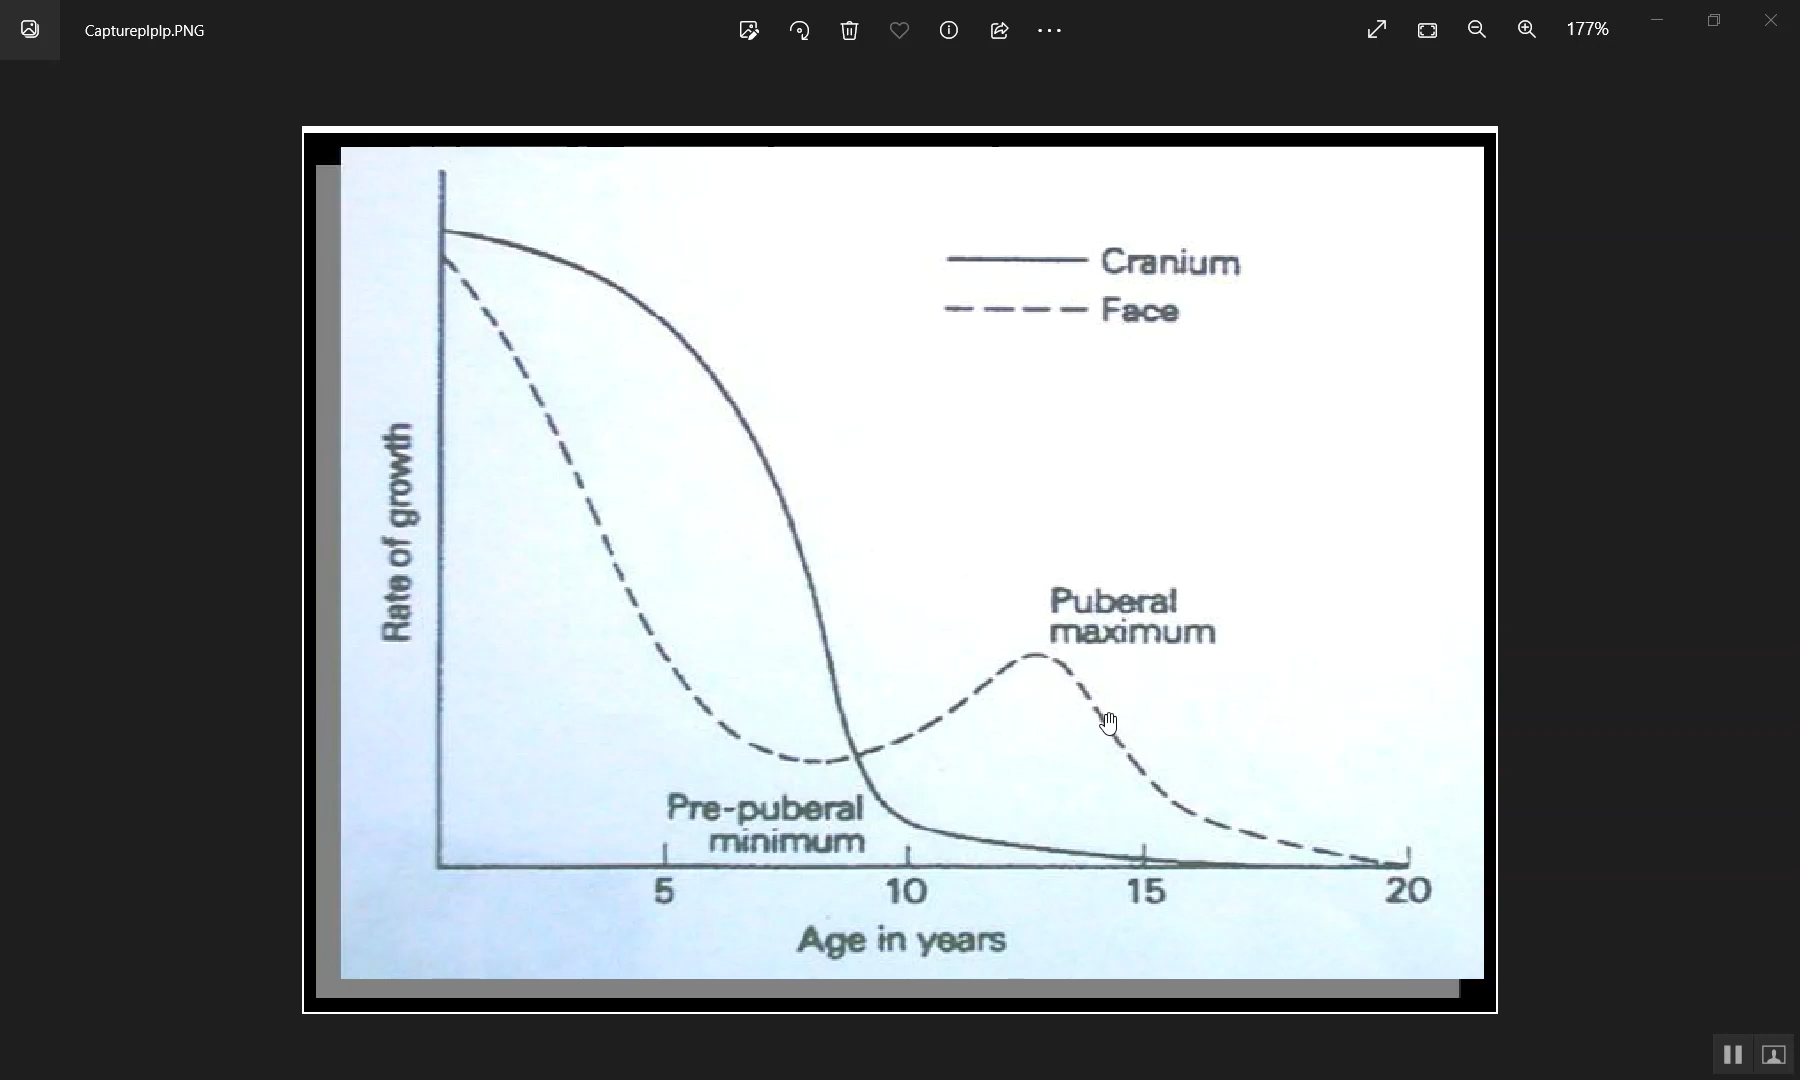 Captureplplp.PNG
177%
Cranium
Face
Rate of growth
Puberal
maximum
Pre-puberal
minimum
5 10 15 20
Age in years